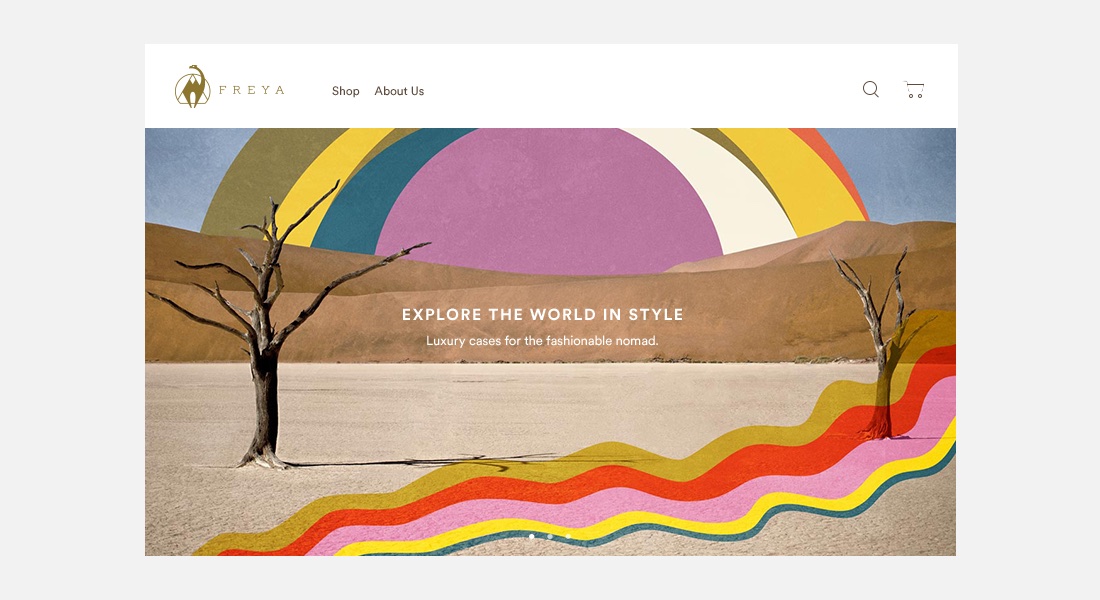 FREYA
Shop
About Us
EXPLORE THE WORLD IN STYLE
Luxury cases for the fashionable nomad.